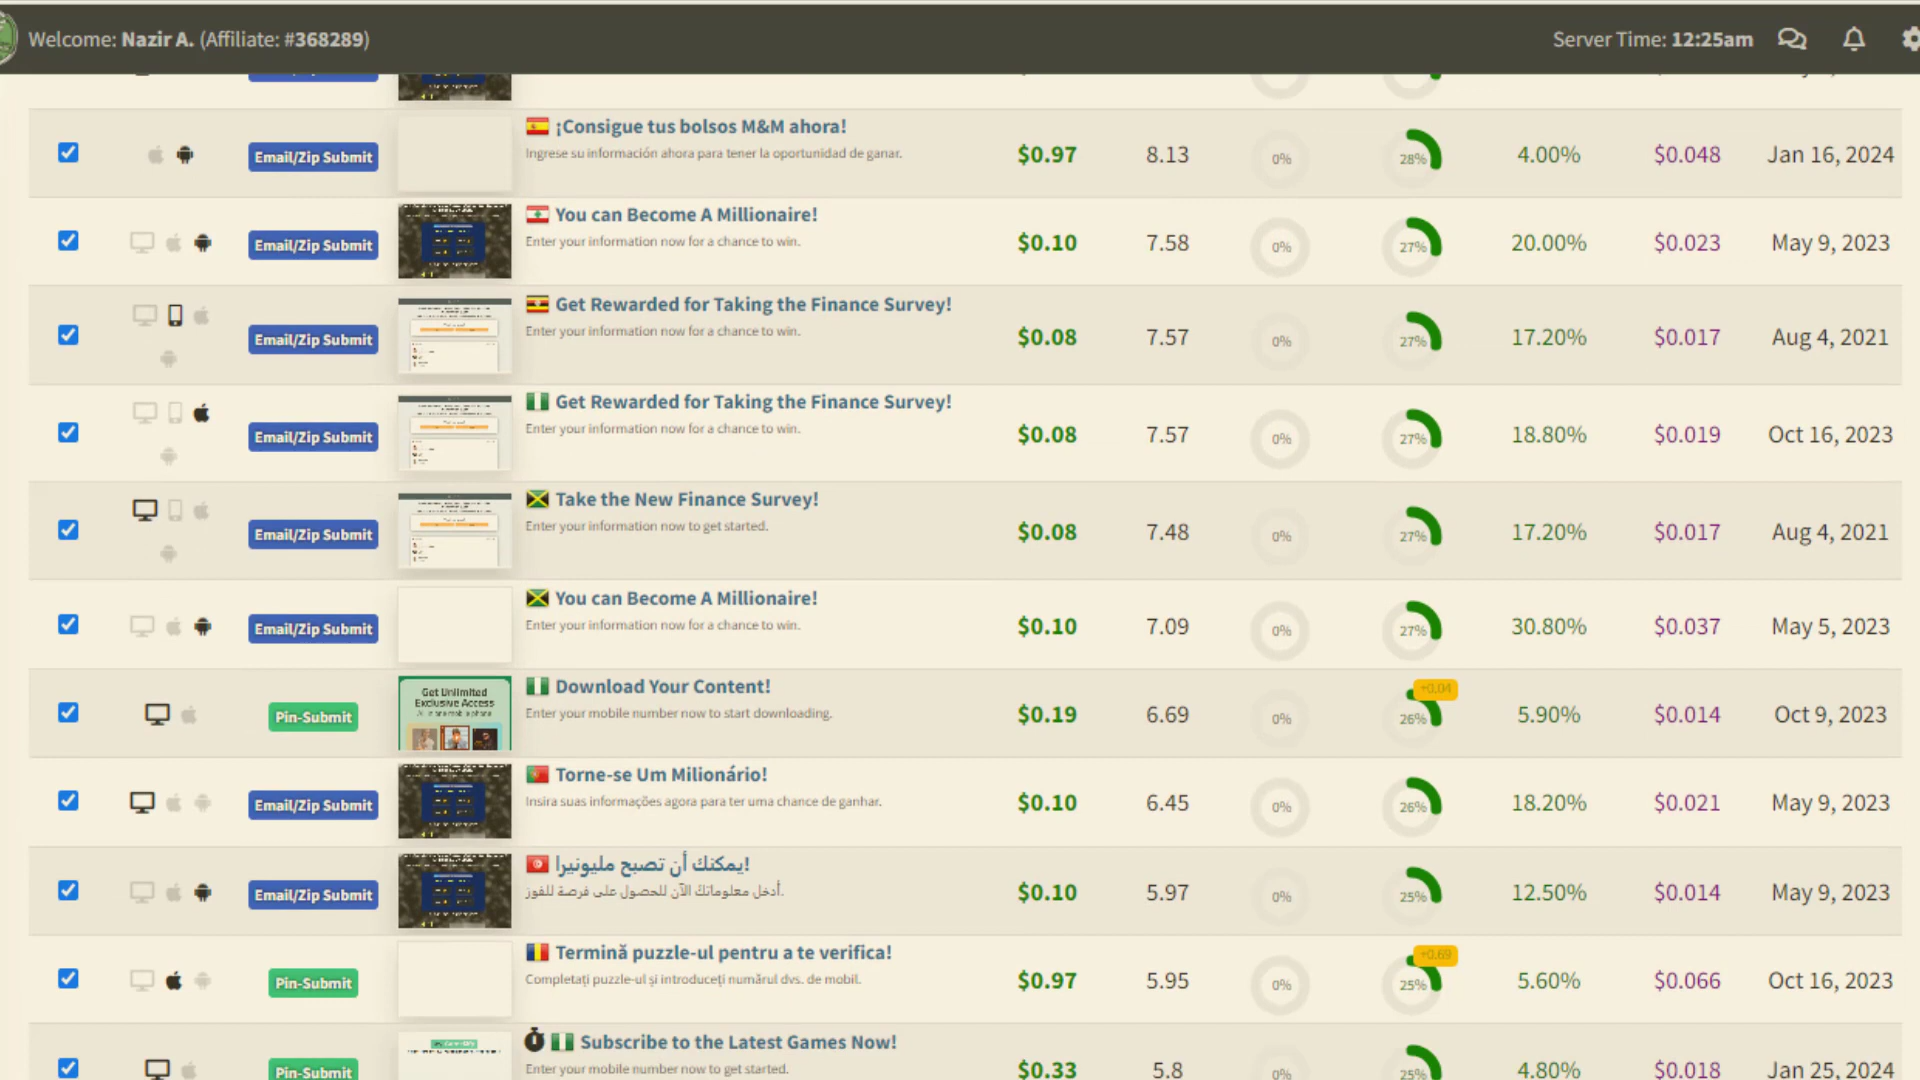 Welcome: Nazir A. (Affiliate: #368289)
Server Time: 12:25am
¡Consigue tus bolsos M&M ahora!
Email/Zip Submit
Ingrese su información ahora para tener la oportunidad de ganar.
$0.97 8.13 0% 28% 4.00% $0.048 Jan 16, 2024
You can Become A Millionaire!
Email/Zip Submit
Enter your information now for a chance to win.
$0.10 7.58 0% 27% 20.00% $0.023 May 9, 2023
Get Rewarded for Taking the Finance Survey!
Enter your information now for a chance to win.
Email/Zip Submit
$0.08 7.57 0% 27% 17.20% $0.017 Aug 4, 2021
Get Rewarded for Taking the Finance Survey!
Enter your information now for a chance to win.
Email/Zip Submit
$0.08 7.57 0% 27% 18.80% $0.019 Oct 16, 2023
Take the New Finance Survey!
Enter your information now to get started.
Email/Zip Submit
$0.08 7.48 0% 27% 17.20% $0.017 Aug 4, 2021
You can Become A Millionaire!
Enter your information now for a chance to win.
Email/Zip Submit
$0.10 7.09 0% 27% 30.80% $0.037 May 5, 2023
Get Unlimited
Exclusive Access
Download Your Content!
Enter your mobile number now to start downloading.
Pin-Submit
$0.19 6.69 0% +0.04 26% 5.90% $0.014 Oct 9, 2023
Torne-se Um Milionário!
Insira suas informações agora para ter uma chance de ganhar.
Email/Zip Submit
$0.10 6.45 0% 26% 18.20% $0.021 May 9, 2023
يمكنك أن تصبح مليونيرا!
أدخل معلوماتك الآن للحصول على فرصة للفوز.
Email/Zip Submit
$0.10 5.97 0% 25% 12.50% $0.014 May 9, 2023
Termină puzzle-ul pentru a te verifica!
Completați puzzle-ul și introduceți numărul dvs. de mobil.
Pin-Submit
$0.97 5.95 0% +0.69 25% 5.60% $0.066 Oct 16, 2023
Subscribe to the Latest Games Now!
Enter your mobile number now to get started.
Pin-Submit
$0.33 5.8 0% 25% 4.80% $0.018 Jan 25, 2024